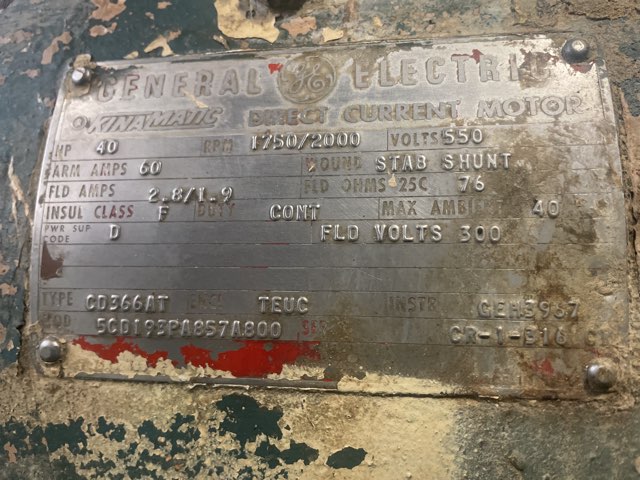 GENERAL GE ELECTRIC
KINAMATIC DIRECT CURRENT MOTOR
HP 40 RPM 1750/2000 VOLTS 550
ARM AMPS 60 WOUND STAB SHUNT
FLD AMPS 2.8/1.9 FLD OHMS 25C 76
INSUL CLASS F DUTY CONT MAX AMBIENT 40
PWR SUP CODE D FLD VOLTS 300
TYPE CD366AT ENCL TEUC INSTR GEH3967
MOD. 5CD193PA857A800 SER CR-1-B16